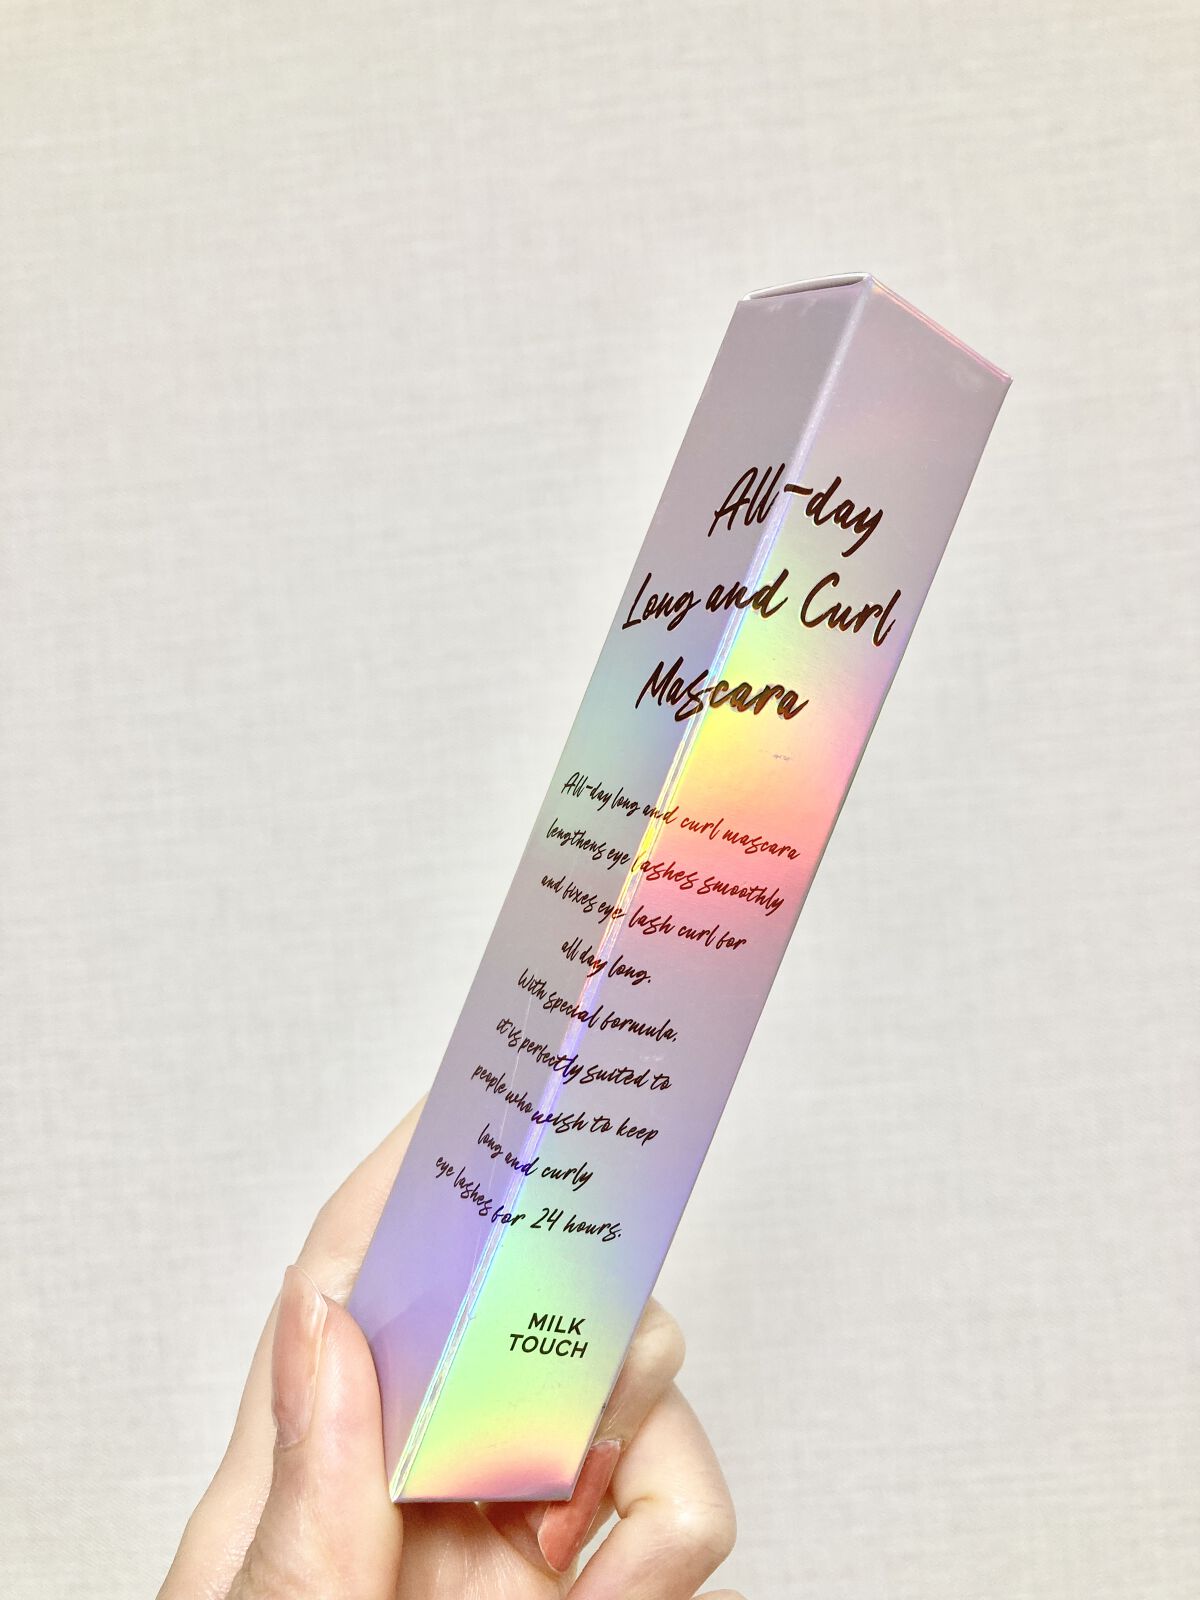 All-day
Long and Curl
Mascara
All-day long and curl mascara
lengthens eye lashes smoothly
and fixes eye lash curl for
all day long.
With special formula,
it is perfectly suited to
people who wish to keep
long and curly
eye lashes for 24 hours.
MILK
TOUCH